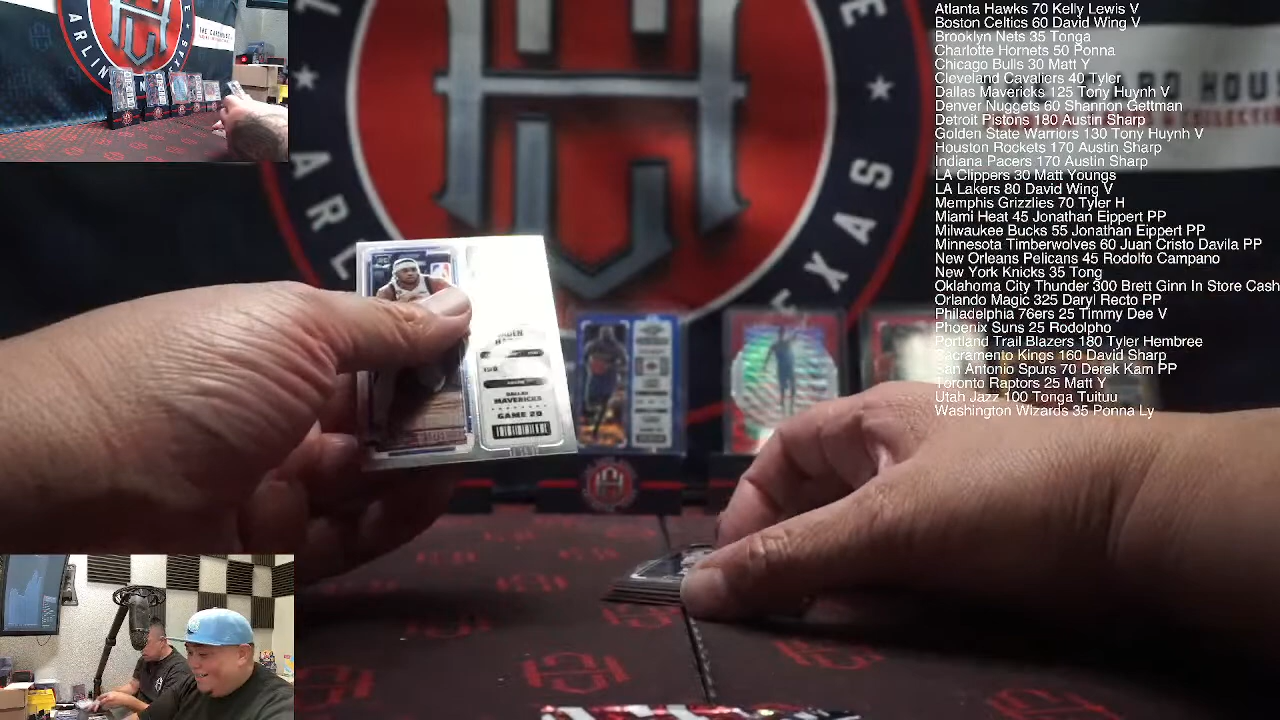 Atlanta Hawks 70 Kelly Lewis V
Boston Celtics 60 David Wing V
Brooklyn Nets 35 Tonga
Charlotte Hornets 50 Ponna
Chicago Bulls 30 Matt Y
Cleveland Cavaliers 40 Tyler
Dallas Mavericks 125 Tony Huynh V
Denver Nuggets 60 Shannon Gettman
Detroit Pistons 180 Austin Sharp
Golden State Warriors 130 Tony Huynh V
Houston Rockets 170 Austin Sharp
Indiana Pacers 170 Austin Sharp
LA Clippers 30 Matt Youngs
LA Lakers 80 David Wing V
Memphis Grizzlies 70 Tyler H
Miami Heat 45 Jonathan Eippert PP
Milwaukee Bucks 55 Jonathan Eippert PP
Minnesota Timberwolves 60 Juan Cristo Davila PP
New Orleans Pelicans 45 Rodolfo Campano
New York Knicks 35 Tong
Oklahoma City Thunder 300 Brett Ginn In Store Cash
Orlando Magic 325 Daryl Recto PP
Philadelphia 76ers 25 Timmy Dee V
Phoenix Suns 25 Rodolpho
Portland Trail Blazers 180 Tyler Hembree
Sacramento Kings 160 David Sharp
San Antonio Spurs 70 Derek Karn PP
Toronto Raptors 25 Matt Y
Utah Jazz 100 Tonga Tuituu
Washington Wizards 35 Ponna Ly
DALLAS
MAVERICKS
GAME 20
ARLIN
AR
EXAS